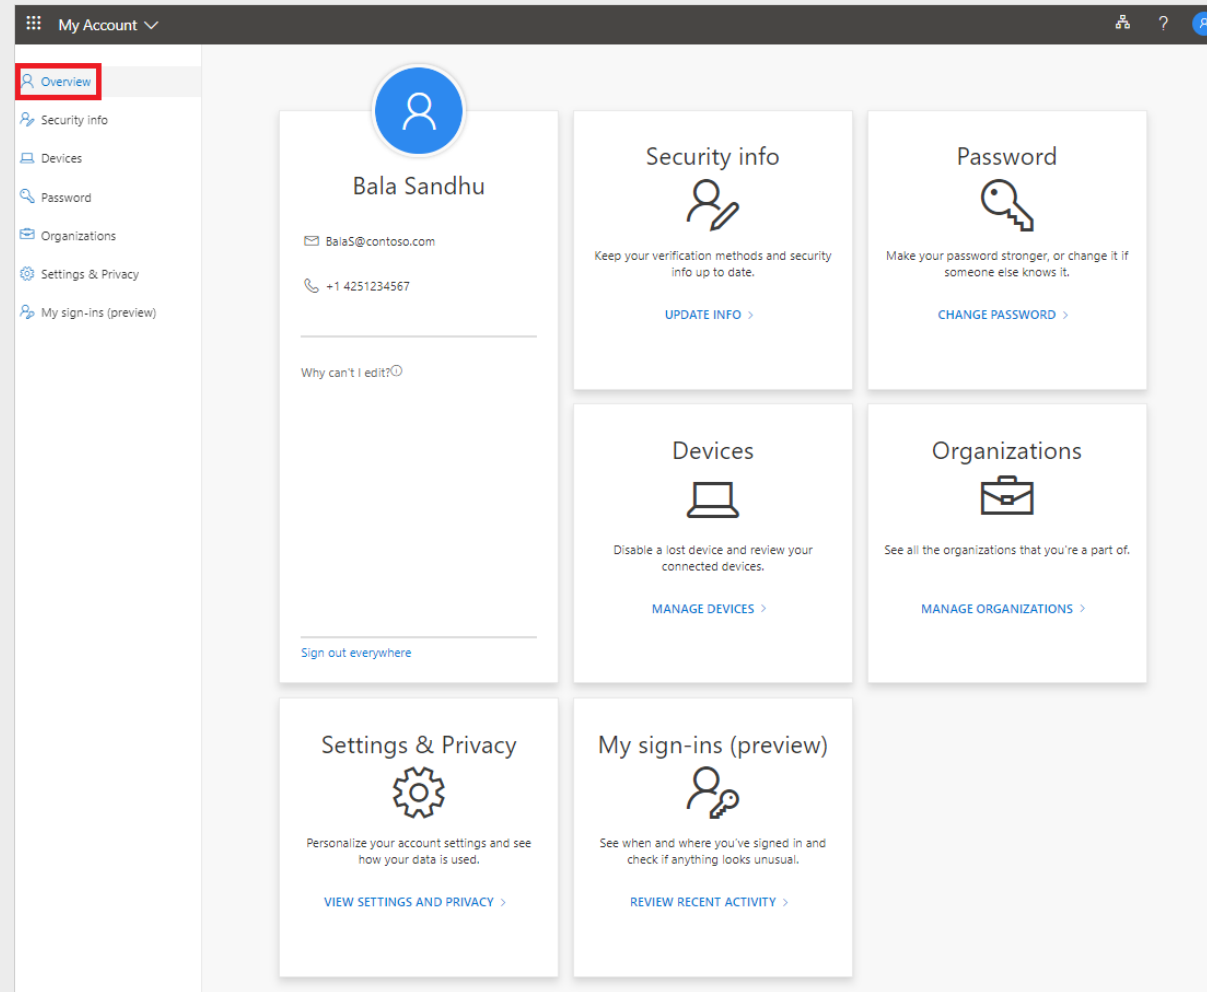 My Account
?
Overview
Security info
Devices
Password
Organizations
Settings & Privacy
My sign-ins (preview)
Bala Sandhu
BalaS@contoso.com
+1 4251234567
Why can't I edit?
Sign out everywhere
Security info
Keep your verification methods and security
info up to date.
UPDATE INFO >
Password
Make your password stronger, or change it if
someone else knows it.
CHANGE PASSWORD >
Devices
Disable a lost device and review your
connected devices.
MANAGE DEVICES >
Organizations
See all the organizations that you're a part of.
MANAGE ORGANIZATIONS >
Settings & Privacy
Personalize your account settings and see
how your data is used.
VIEW SETTINGS AND PRIVACY >
My sign-ins (preview)
See when and where you've signed in and
check if anything looks unusual.
REVIEW RECENT ACTIVITY >